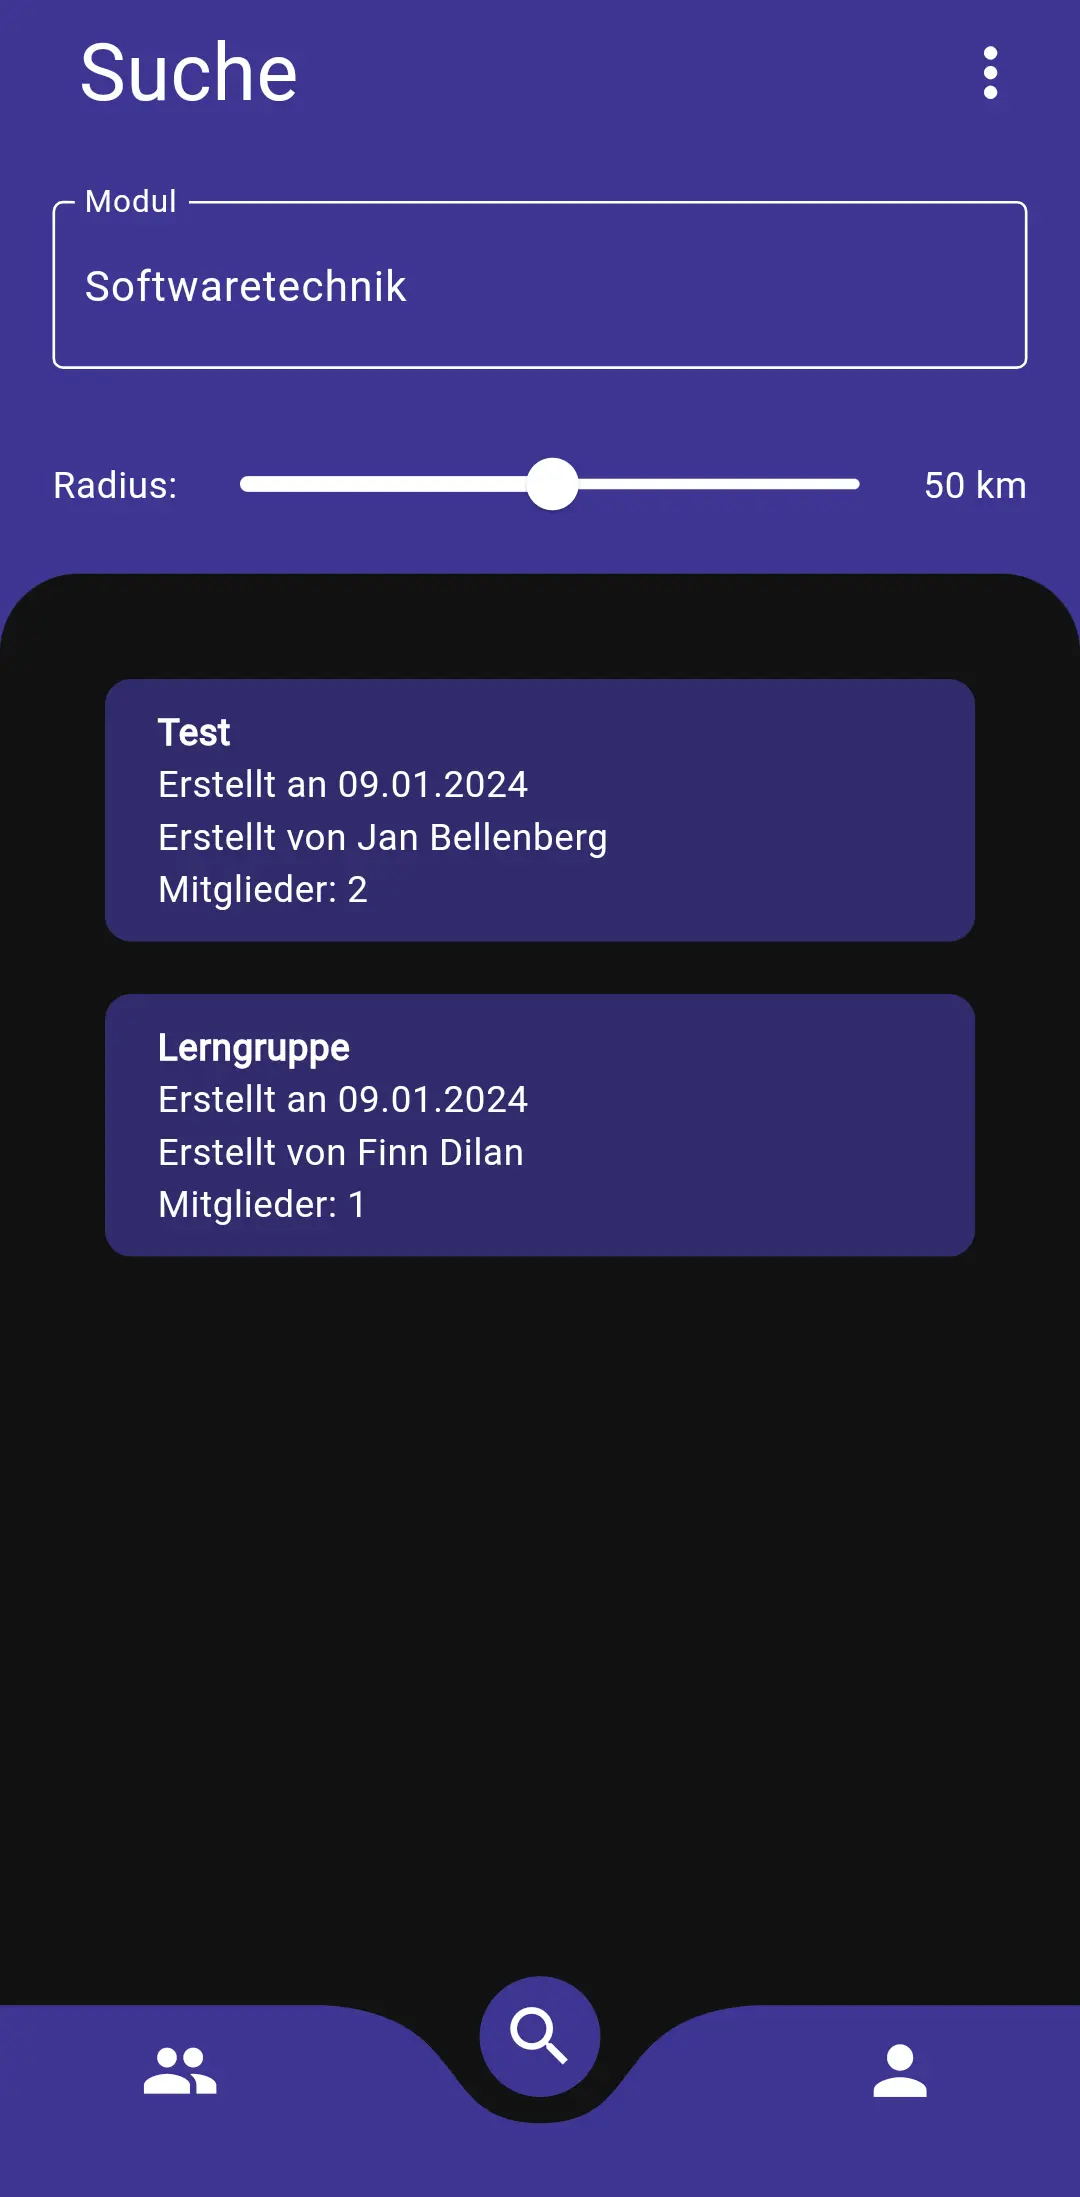 Suche
Modul
Softwaretechnik
Radius: 50 km
Test
Erstellt an 09.01.2024
Erstellt von Jan Bellenberg
Mitglieder: 2
Lerngruppe
Erstellt an 09.01.2024
Erstellt von Finn Dilan
Mitglieder: 1